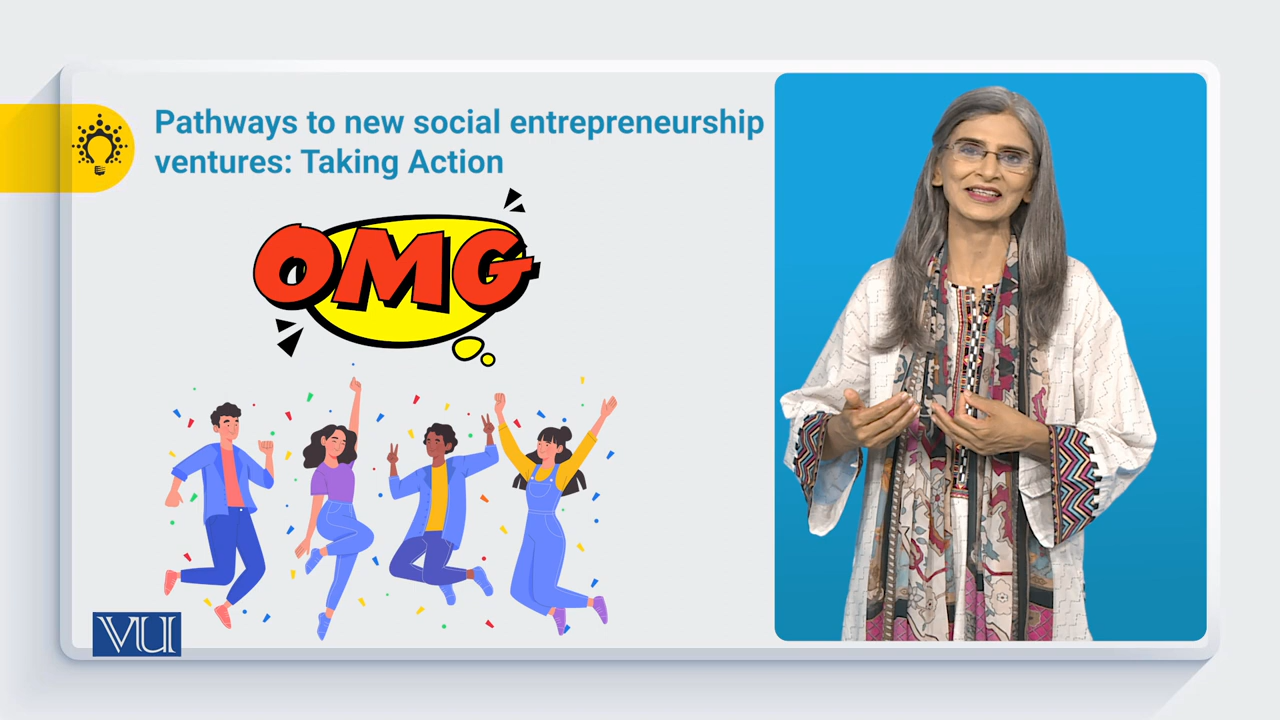 Pathways to new social entrepreneurship
ventures: Taking Action
OMG
VU